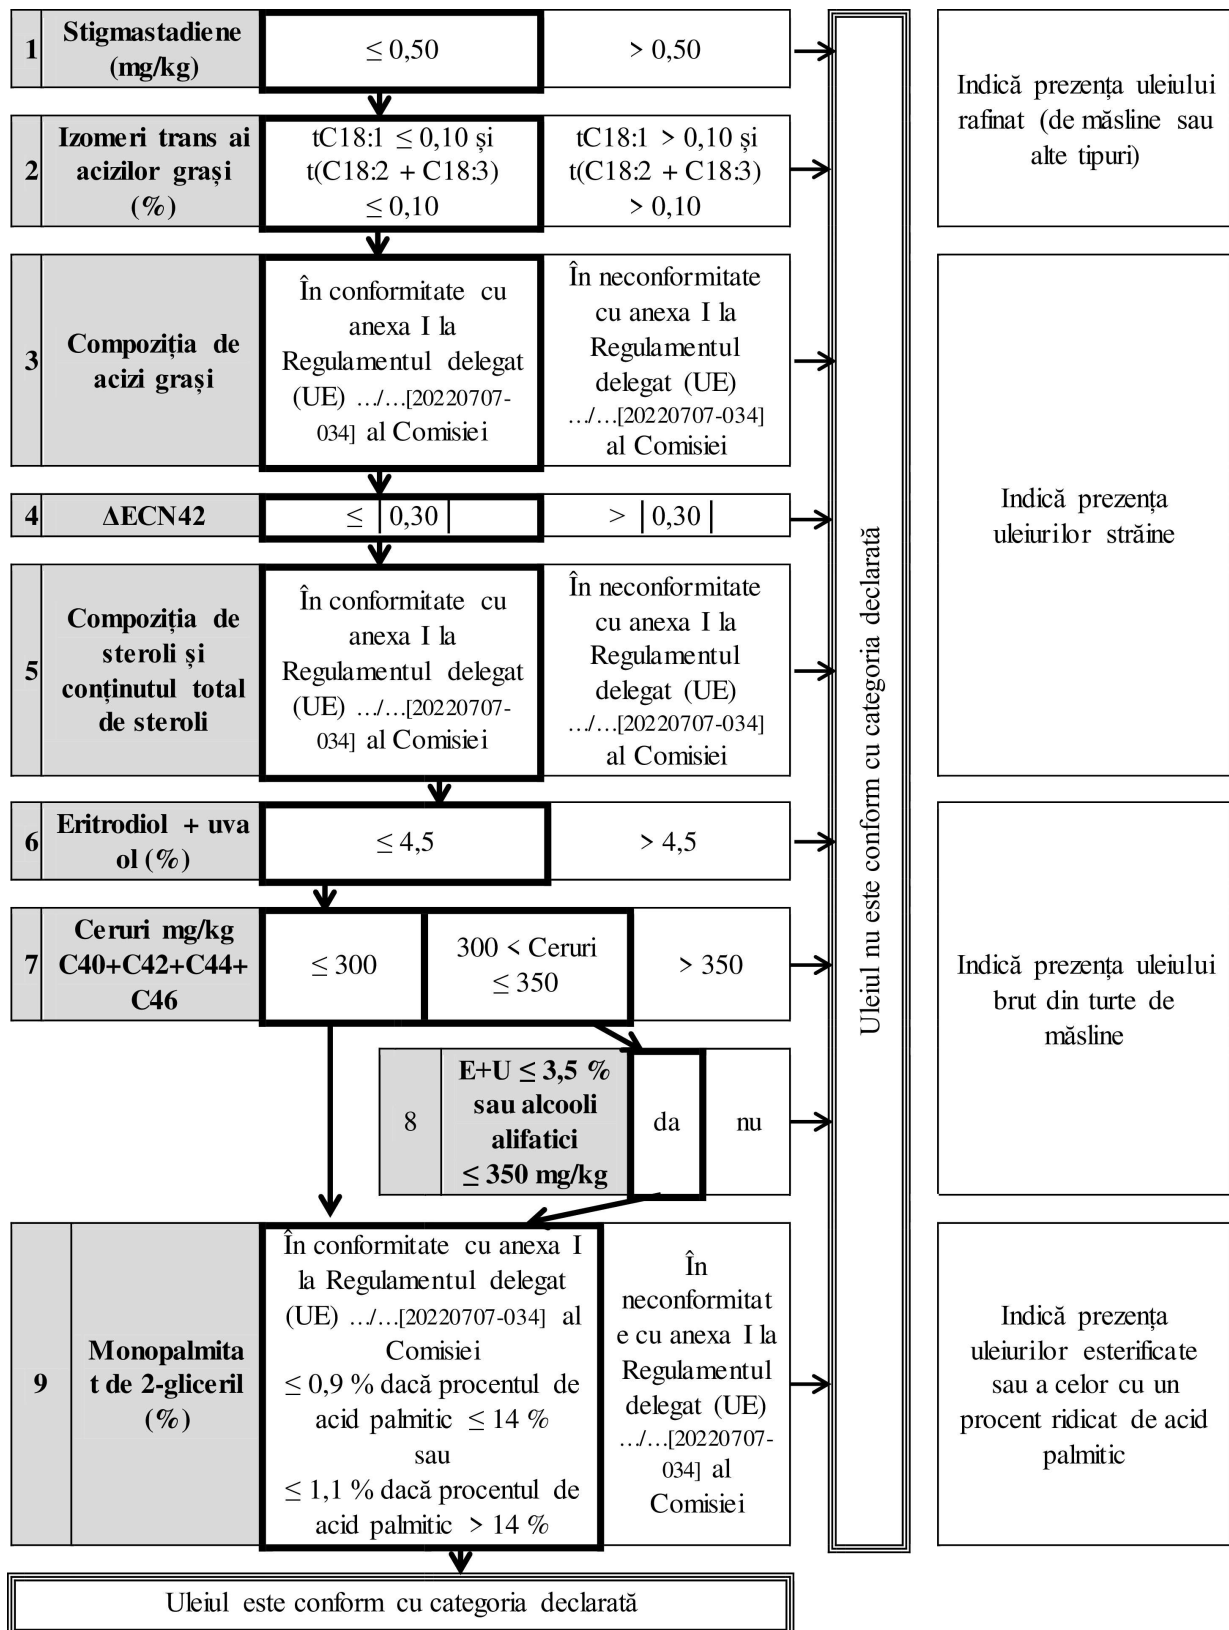 1
Stigmastadiene
(mg/kg)
≤ 0,50
> 0,50
Indică prezența uleiului
rafinat (de măsline sau
alte tipuri)
2
Izomeri trans ai
acizilor grași
(%)
tC18:1 ≤ 0,10 și
t(C18:2 + C18:3)
≤ 0,10
tC18:1 > 0,10 și
t(C18:2 + C18:3)
> 0,10
3
Compoziția de
acizi grași
În conformitate cu
anexa I la
Regulamentul delegat
(UE) …/…[20220707-
034] al Comisiei
În neconformitate
cu anexa I la
Regulamentul
delegat (UE)
…/…[20220707-034]
al Comisiei
Indică prezența
uleiurilor străine
4
ΔECN42
≤ |0,30|
> |0,30|
5
Compoziția de
steroli și
conținutul total
de steroli
În conformitate cu
anexa I la
Regulamentul delegat
(UE) …/…[20220707-
034] al Comisiei
În neconformitate
cu anexa I la
Regulamentul
delegat (UE)
…/…[20220707-034]
al Comisiei
Uleiul nu este conform cu categoria declarată
6
Eritrodiol + uva
ol (%)
≤ 4,5
> 4,5
Indică prezența uleiului
brut din turte de
măsline
7
Ceruri mg/kg
C40+C42+C44+
C46
≤ 300
300 < Ceruri
≤ 350
> 350
8
E+U ≤ 3,5 %
sau alcooli
alifatici
≤ 350 mg/kg
da
nu
9
Monopalmita
t de 2-gliceril
(%)
În conformitate cu anexa I
la Regulamentul delegat
(UE) …/…[20220707-034] al
Comisiei
≤ 0,9 % dacă procentul de
acid palmitic ≤ 14 %
sau
≤ 1,1 % dacă procentul de
acid palmitic > 14 %
În
neconformitat
e cu anexa I la
Regulamentul
delegat (UE)
…/…[20220707-
034] al
Comisiei
Indică prezența
uleiurilor esterificate
sau a celor cu un
procent ridicat de acid
palmitic
Uleiul este conform cu categoria declarată